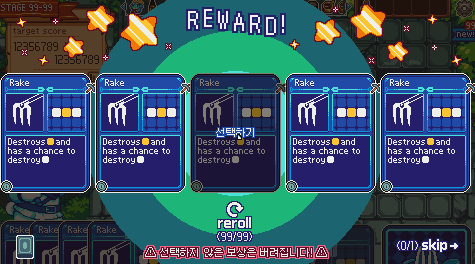 STAGE 99-99
REWARD!
target score
123456789
123456789
Rake
Destroys and
has a chance to
destroy
Rake
Destroys and
has a chance to
destroy
Rake
선택하기
Destroys and
has a chance to
destroy
Rake
Destroys and
has a chance to
destroy
Rake
Destroys and
has a chance to
destroy
reroll
(99/99)
선택하지 않은 보상은 버려집니다!
(0/1) skip